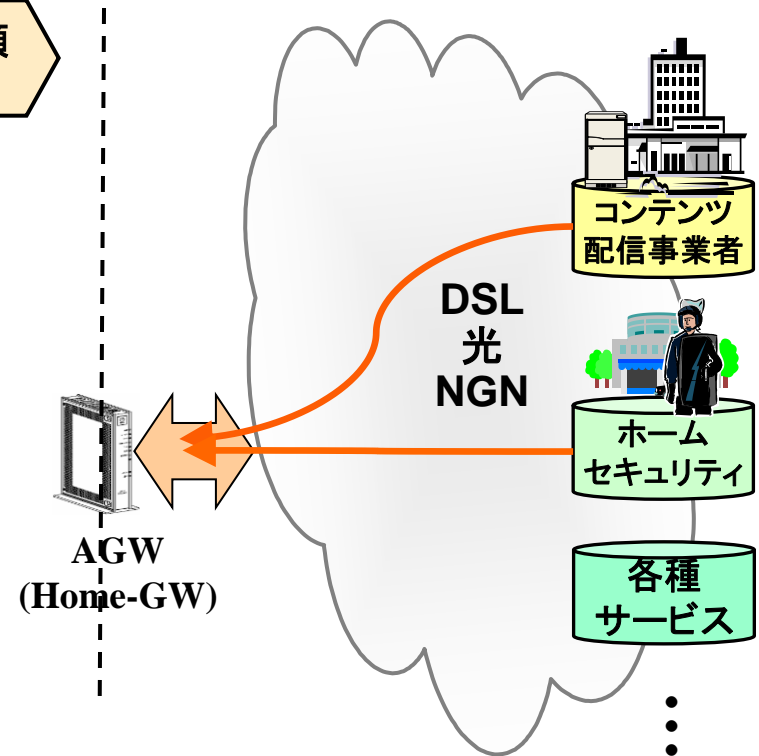 コンテンツ
配信事業者
DSL
光
NGN
ホーム
セキュリティ
AGW
(Home-GW)
各種
サービス